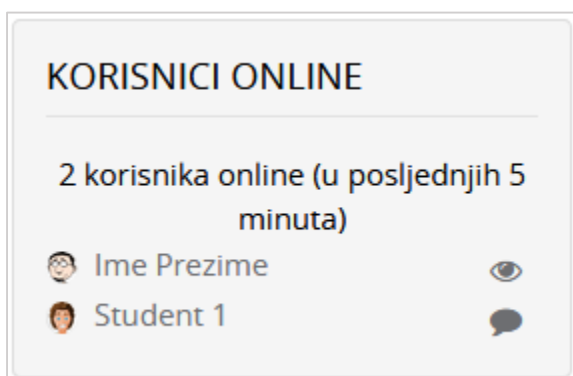 KORISNICI ONLINE
2 korisnika online (u posljednjih 5
minuta)
Ime Prezime
Student 1